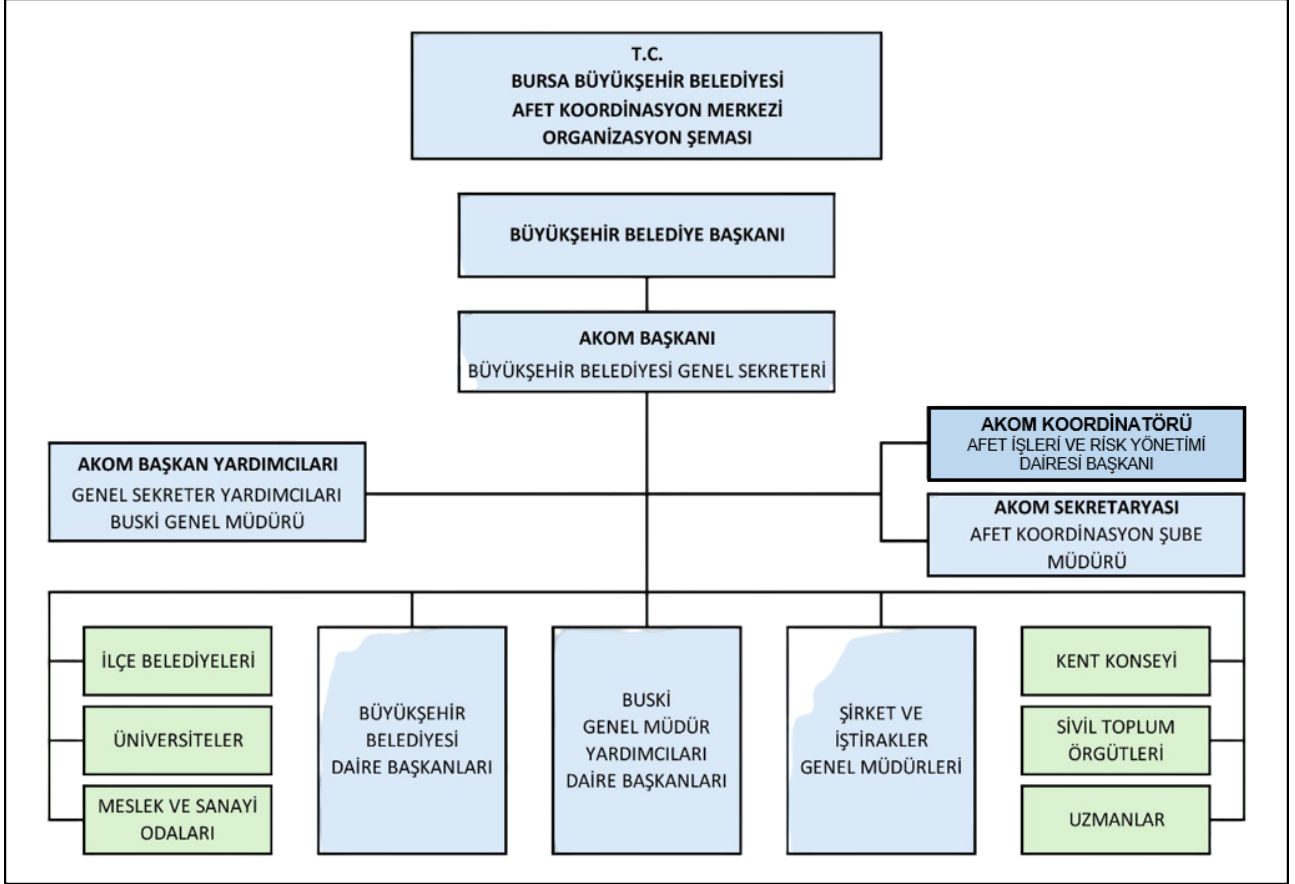 T.C.
BURSA BÜYÜKŞEHİR BELEDİYESİ
AFET KOORDİNASYON MERKEZİ
ORGANİZASYON ŞEMASI
BÜYÜKŞEHİR BELEDİYE BAŞKANI
AKOM BAŞKANI
BÜYÜKŞEHİR BELEDİYESİ GENEL SEKRETERİ
AKOM KOORDİNATÖRÜ
AFET İŞLERİ VE RİSK YÖNETİMİ
DAİRESİ BAŞKANI
AKOM BAŞKAN YARDIMCILARI
GENEL SEKRETER YARDIMCILARI
BUSKİ GENEL MÜDÜRÜ
AKOM SEKRETARYASI
AFET KOORDİNASYON ŞUBE
MÜDÜRÜ
İLÇE BELEDİYELERİ
ÜNİVERSİTELER
MESLEK VE SANAYİ
ODALARI
BÜYÜKŞEHİR
BELEDİYESİ
DAİRE BAŞKANLARI
BUSKİ
GENEL MÜDÜR
YARDIMCILARI
DAİRE BAŞKANLARI
ŞİRKET VE
İŞTİRAKLER
GENEL MÜDÜRLERİ
KENT KONSEYİ
SİVİL TOPLUM
ÖRGÜTLERİ
UZMANLAR